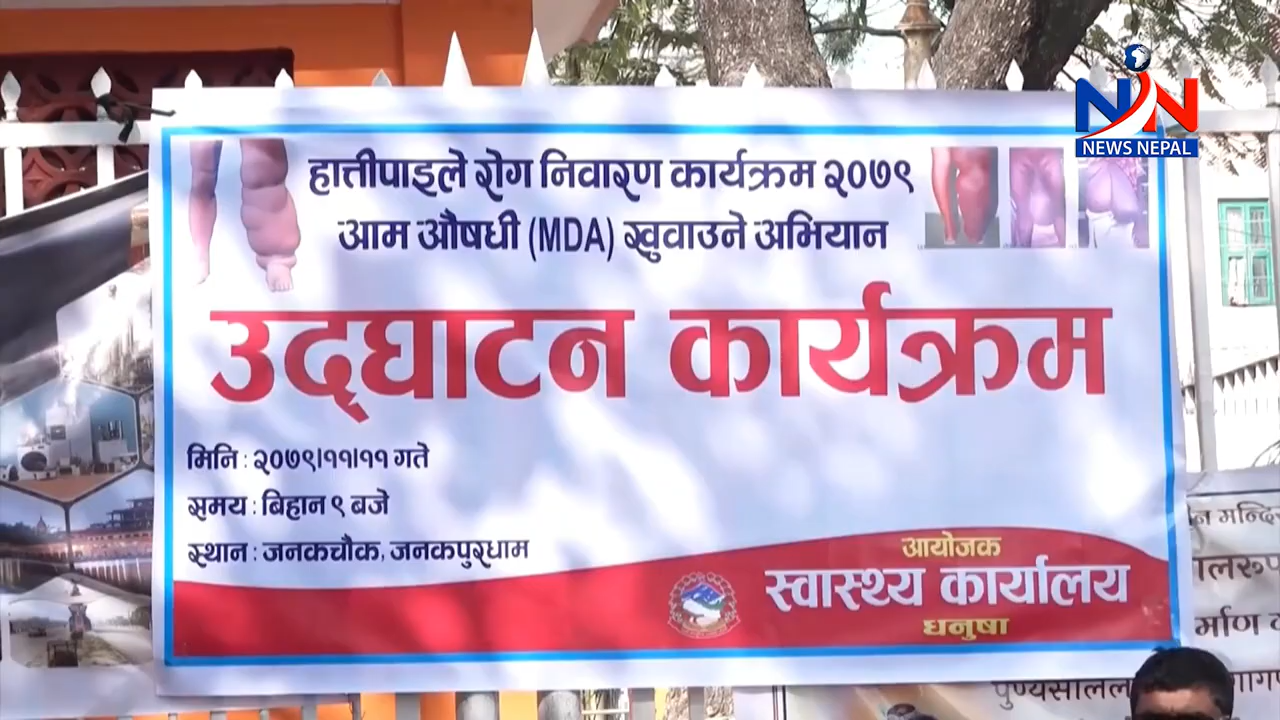 NEWS NEPAL
हात्तीपाइले रोग निवारण कार्यक्रम २०७९
आम औषधी (MDA) खुवाउने अभियान
उद्‌घाटन कार्यक्रम
मिनि : २०७९।११।११ गते
समय : बिहान ९ बजे
स्थान : जनकचौक, जनकपुरधाम
आयोजक
स्वास्थ्य कार्यालय
धनुषा